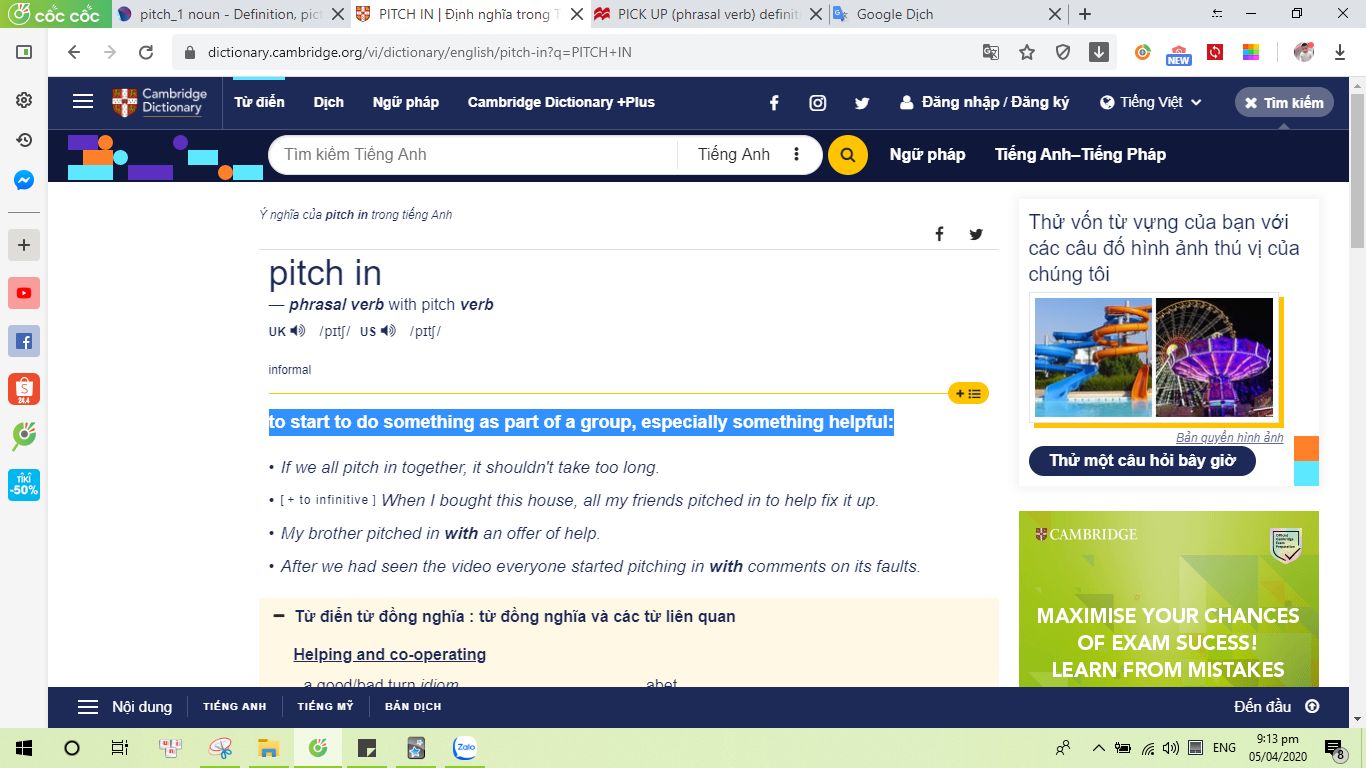 cốc cốc
pitch_1 noun - Definition, pict
PITCH IN | Định nghĩa trong T
PICK UP (phrasal verb) definit
Google Dịch
dictionary.cambridge.org/vi/dictionary/english/pitch-in?q=PITCH+IN
NEW
Cambridge Dictionary
Từ điển
Dịch
Ngữ pháp
Cambridge Dictionary +Plus
Đăng nhập / Đăng ký
Tiếng Việt
Tìm kiếm
Tìm kiếm Tiếng Anh
Tiếng Anh
Ngữ pháp
Tiếng Anh–Tiếng Pháp
Ý nghĩa của pitch in trong tiếng Anh
pitch in
— phrasal verb with pitch verb
UK /pɪtʃ/ US /pɪtʃ/
informal
to start to do something as part of a group, especially something helpful:
• If we all pitch in together, it shouldn't take too long.
• [ + to infinitive ] When I bought this house, all my friends pitched in to help fix it up.
• My brother pitched in with an offer of help.
• After we had seen the video everyone started pitching in with comments on its faults.
Từ điển từ đồng nghĩa : từ đồng nghĩa và các từ liên quan
Helping and co-operating
a good/bad turn idiom
abet
Thử vốn từ vựng của bạn với
các câu đố hình ảnh thú vị của
chúng tôi
Bản quyền hình ảnh
Thử một câu hỏi bây giờ
CAMBRIDGE
MAXIMISE YOUR CHANCES
OF EXAM SUCESS!
LEARN FROM MISTAKES
24.4
TIKI
-50%
Nội dung
TIẾNG ANH
TIẾNG MỸ
BẢN DỊCH
Đến đầu
Zalo
ENG
9:13 pm
05/04/2020
8